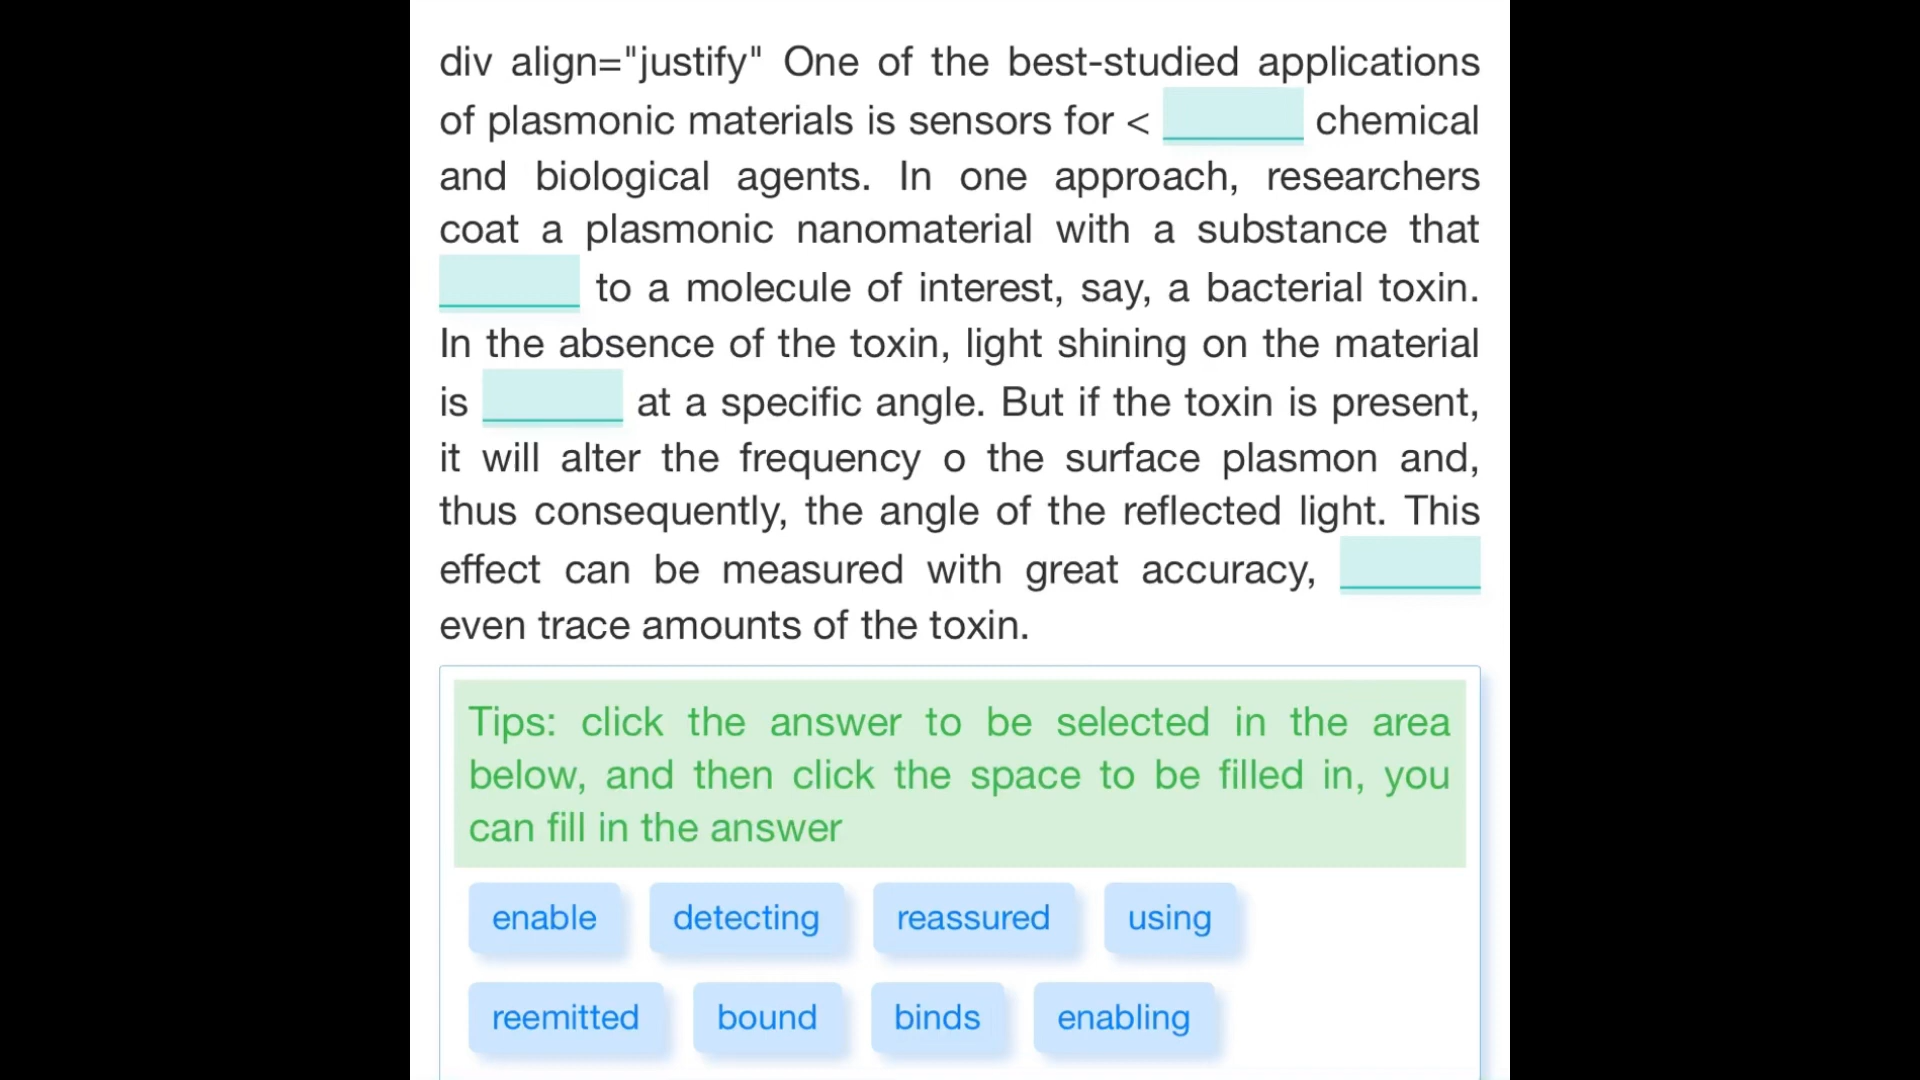 div align="justify" One of the best-studied applications
of plasmonic materials is sensors for < chemical
and biological agents. In one approach, researchers
coat a plasmonic nanomaterial with a substance that
to a molecule of interest, say, a bacterial toxin.
In the absence of the toxin, light shining on the material
is at a specific angle. But if the toxin is present,
it will alter the frequency o the surface plasmon and,
thus consequently, the angle of the reflected light. This
effect can be measured with great accuracy,
even trace amounts of the toxin.
Tips: click the answer to be selected in the area
below, and then click the space to be filled in, you
can fill in the answer
enable detecting reassured using
reemitted bound binds enabling